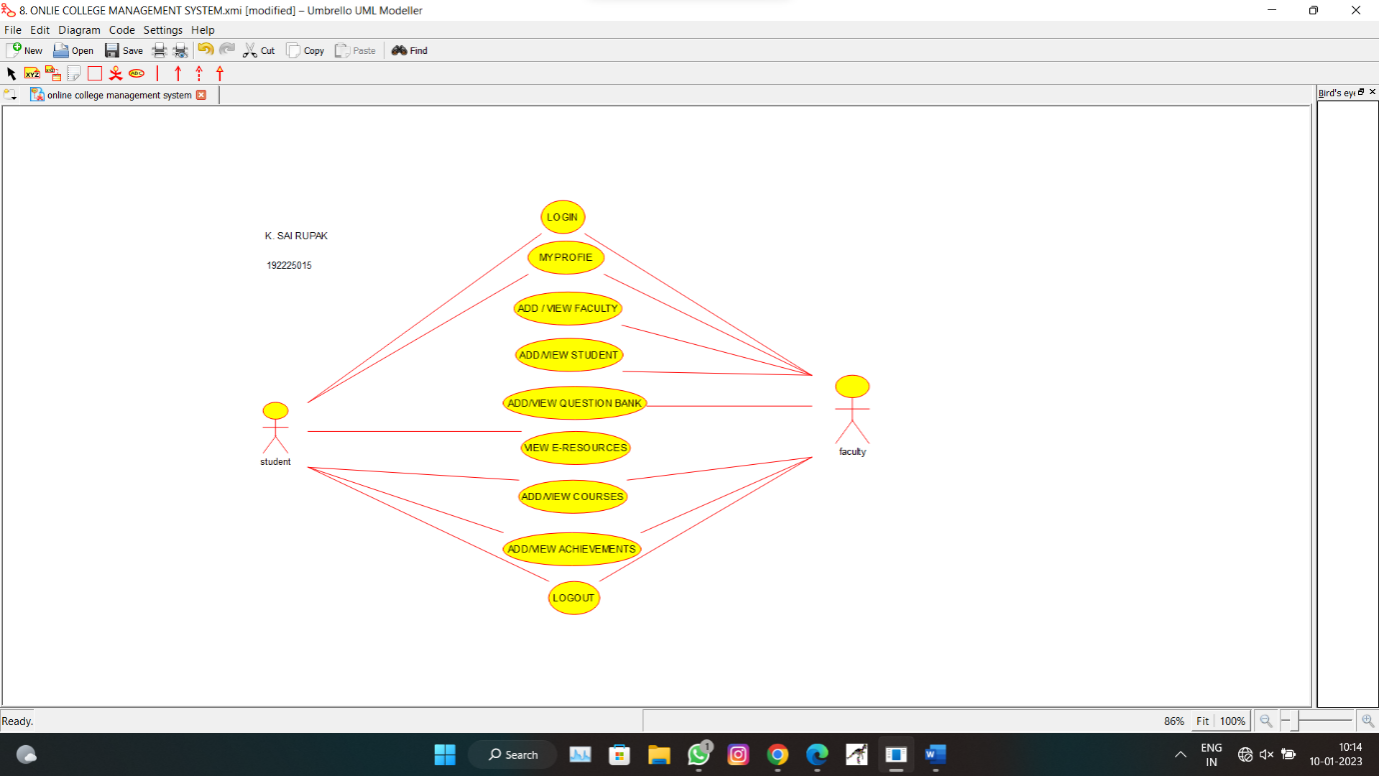 8. ONLIE COLLEGE MANAGEMENT SYSTEM.xmi [modified] – Umbrello UML Modeller
File Edit Diagram Code Settings Help
New Open Save Cut Copy Paste Find
XYZ ABC
online college management system
Bird's eye
LOGIN
K. SAI RUPAK
MY PROFIE
192225015
ADD / VIEW FACULTY
ADD/VIEW STUDENT
ADD/VIEW QUESTION BANK
VIEW E-RESOURCES
faculty
student
ADD/VIEW COURSES
ADD/VIEW ACHIEVEMENTS
LOGOUT
Ready.
86% Fit 100%
Search
1
ENG
IN
10:14
10-01-2023